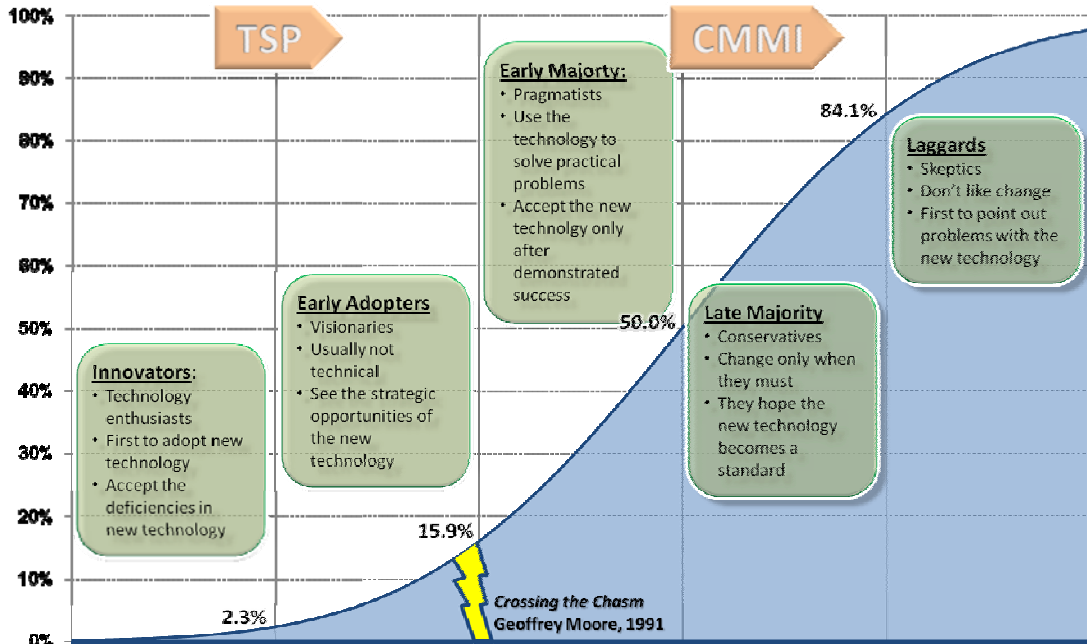 100%
90%
80%
70%
60%
50%
40%
30%
20%
10%
0%
TSP
CMMI
Innovators:
• Technology
enthusiasts
• First to adopt new
technology
• Accept the
deficiencies in
new technology
2.3%
Early Adopters
• Visionaries
• Usually not
technical
• See the strategic
opportunities of
the new
technology
15.9%
Early Majorty:
• Pragmatists
• Use the
technology to
solve practical
problems
• Accept the new
technolgy only
after
demonstrated
success
50.0%
Late Majority
• Conservatives
• Change only when
they must
• They hope the
new technology
becomes a
standard
84.1%
Laggards
• Skeptics
• Don't like change
• First to point out
problems with the
new technology
Crossing the Chasm
Geoffrey Moore, 1991